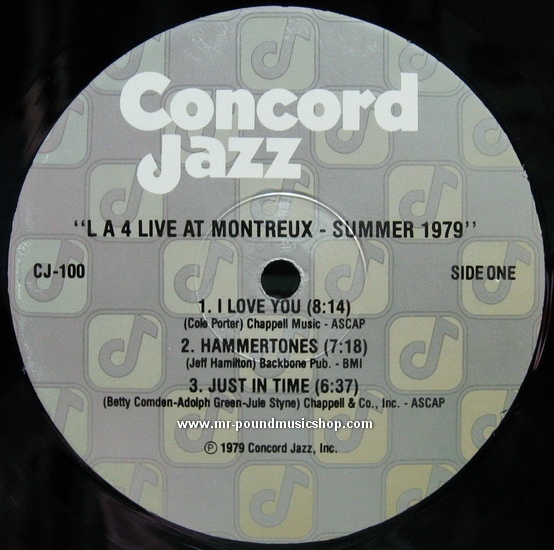 Concord
Jazz
"L A 4 LIVE AT MONTREUX - SUMMER 1979"
CJ-100 SIDE ONE
1. I LOVE YOU (8:14)
(Cole Porter) Chappell Music - ASCAP
2. HAMMERTONES (7:18)
(Jeff Hamilton) Backbone Pub. - BMI
3. JUST IN TIME (6:37)
(Betty Comden-Adolph Green-Jule Styne) Chappell & Co., Inc. - ASCAP
www.mr-poundmusicshop.com
Ⓟ 1979 Concord Jazz, Inc.